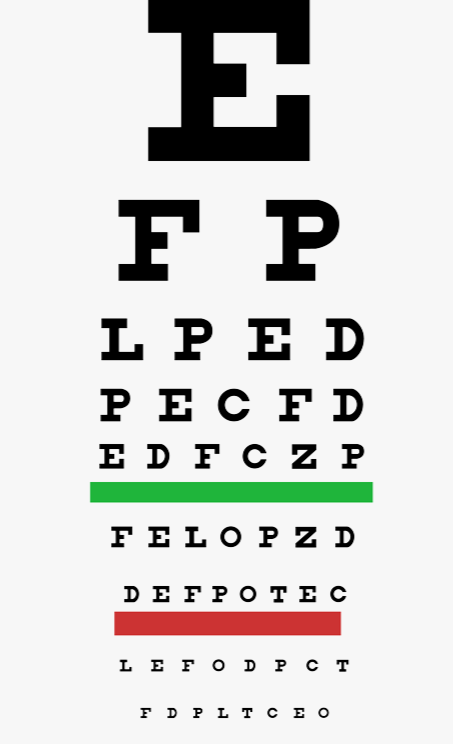 E
F P
L P E D
P E C F D
E D F C Z P
F E L O P Z D
D E F P O T E C
L E F O D P C T
F D P L T C E O